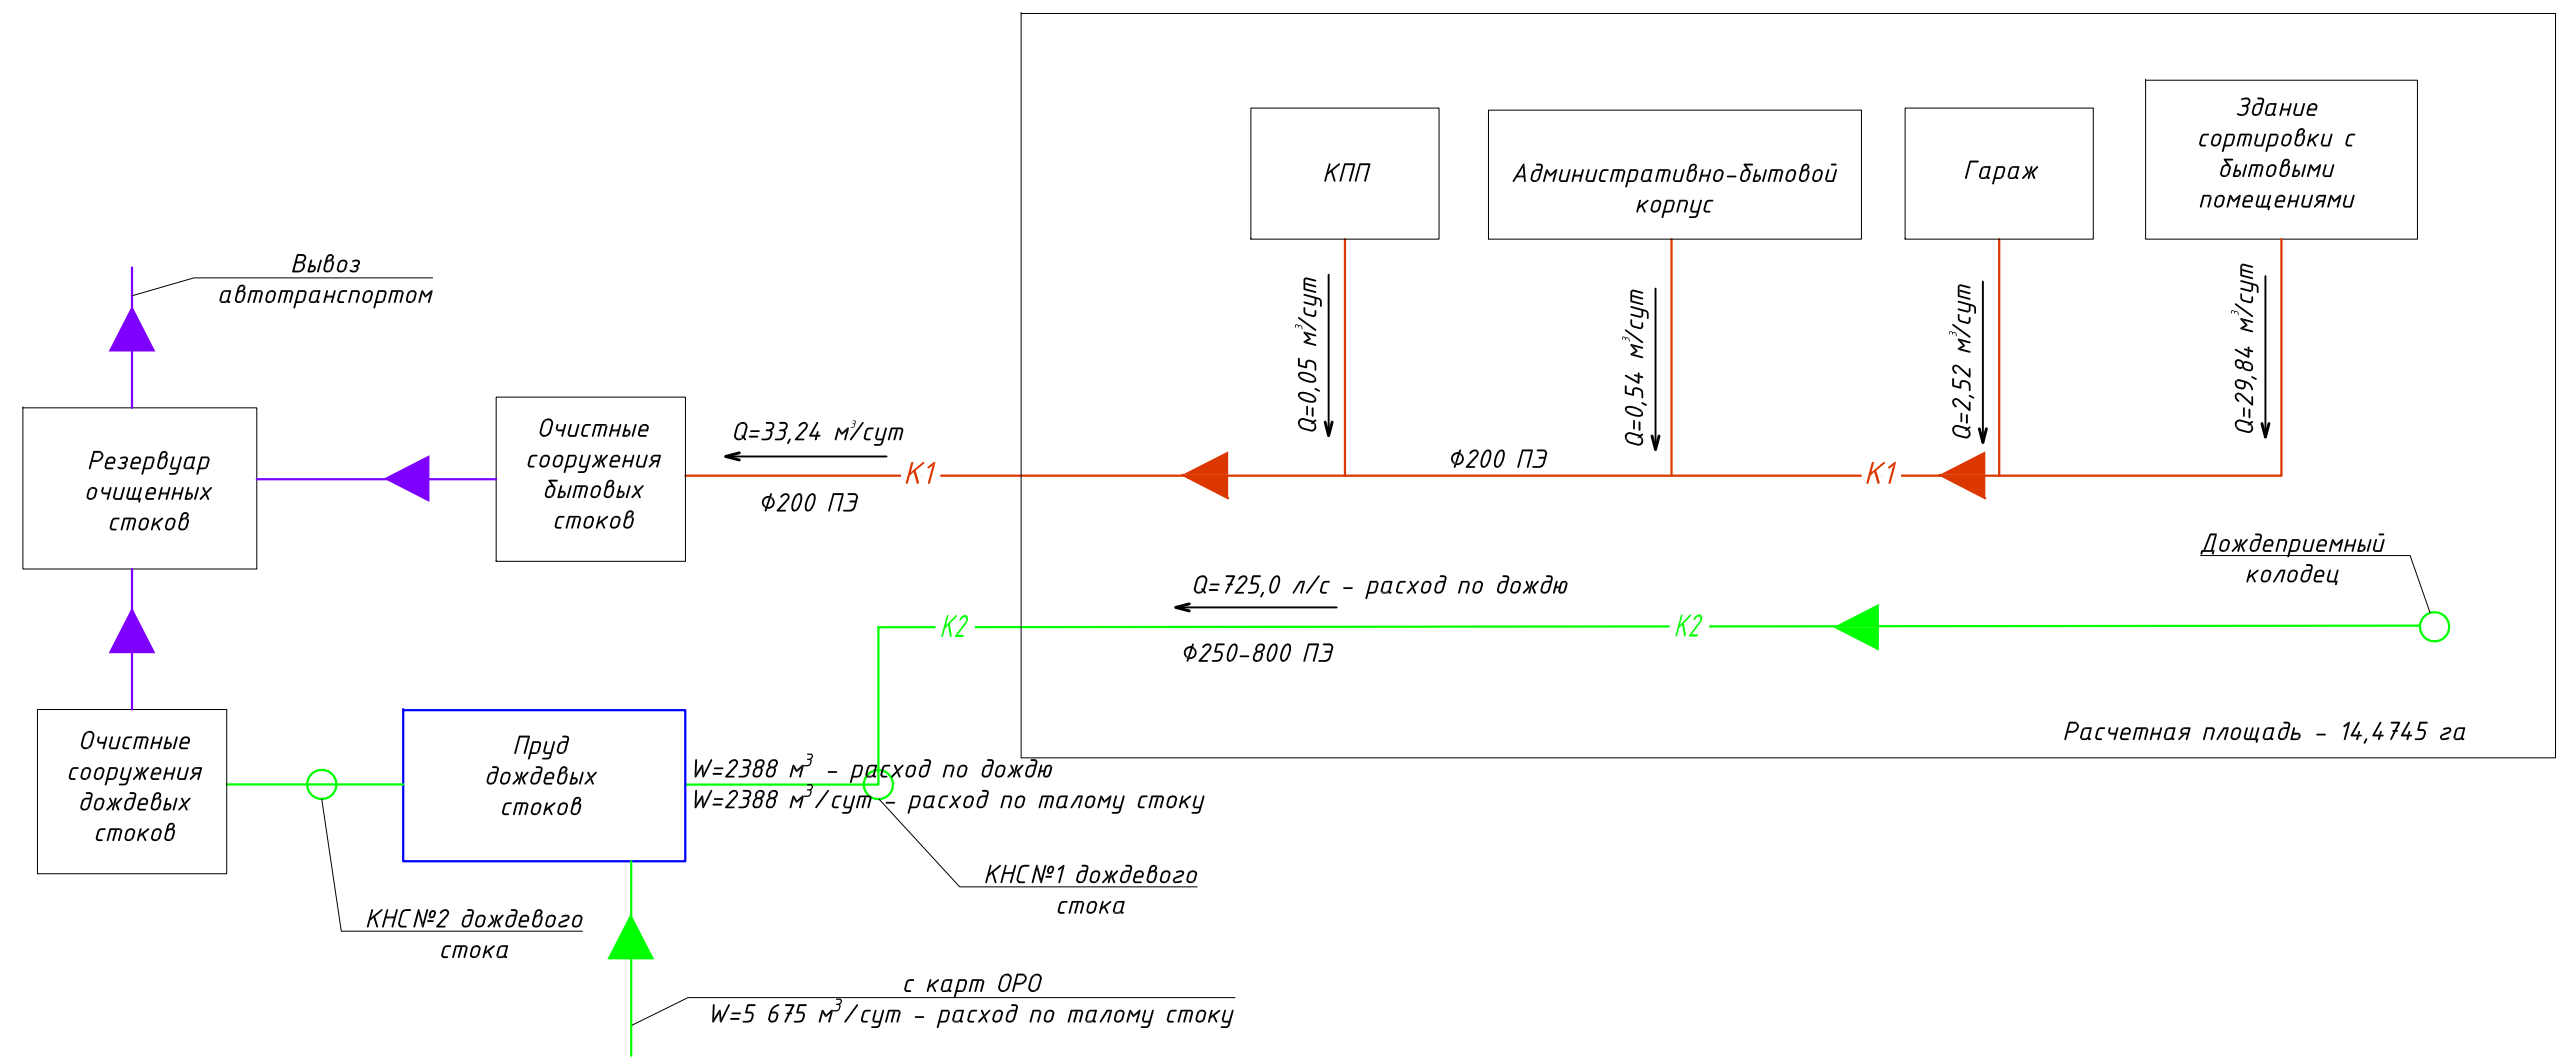 Здание
сортировки с
бытовыми
помещениями
КПП
Административно-бытовой
корпус
Гараж
Вывоз
автотранспортом
Q=0,05 м³/сут
Q=0,54 м³/сут
Q=2,52 м³/сут
Q=29,84 м³/сут
Резервуар
очищенных
стоков
Очистные
сооружения
бытовых
стоков
Q=33,24 м³/сут
К1
Ф200 ПЭ
Ф200 ПЭ
К1
Дождеприемный
колодец
Q=725,0 л/с - расход по дождю
К2
К2
Ф250-800 ПЭ
Расчетная площадь - 14,4745 га
Очистные
сооружения
дождевых
стоков
Пруд
дождевых
стоков
W=2388 м³ - расход по дождю
W=2388 м³/сут - расход по талому стоку
КНС№1 дождевого
стока
КНС№2 дождевого
стока
с карт ОРО
W=5 675 м³/сут - расход по талому стоку